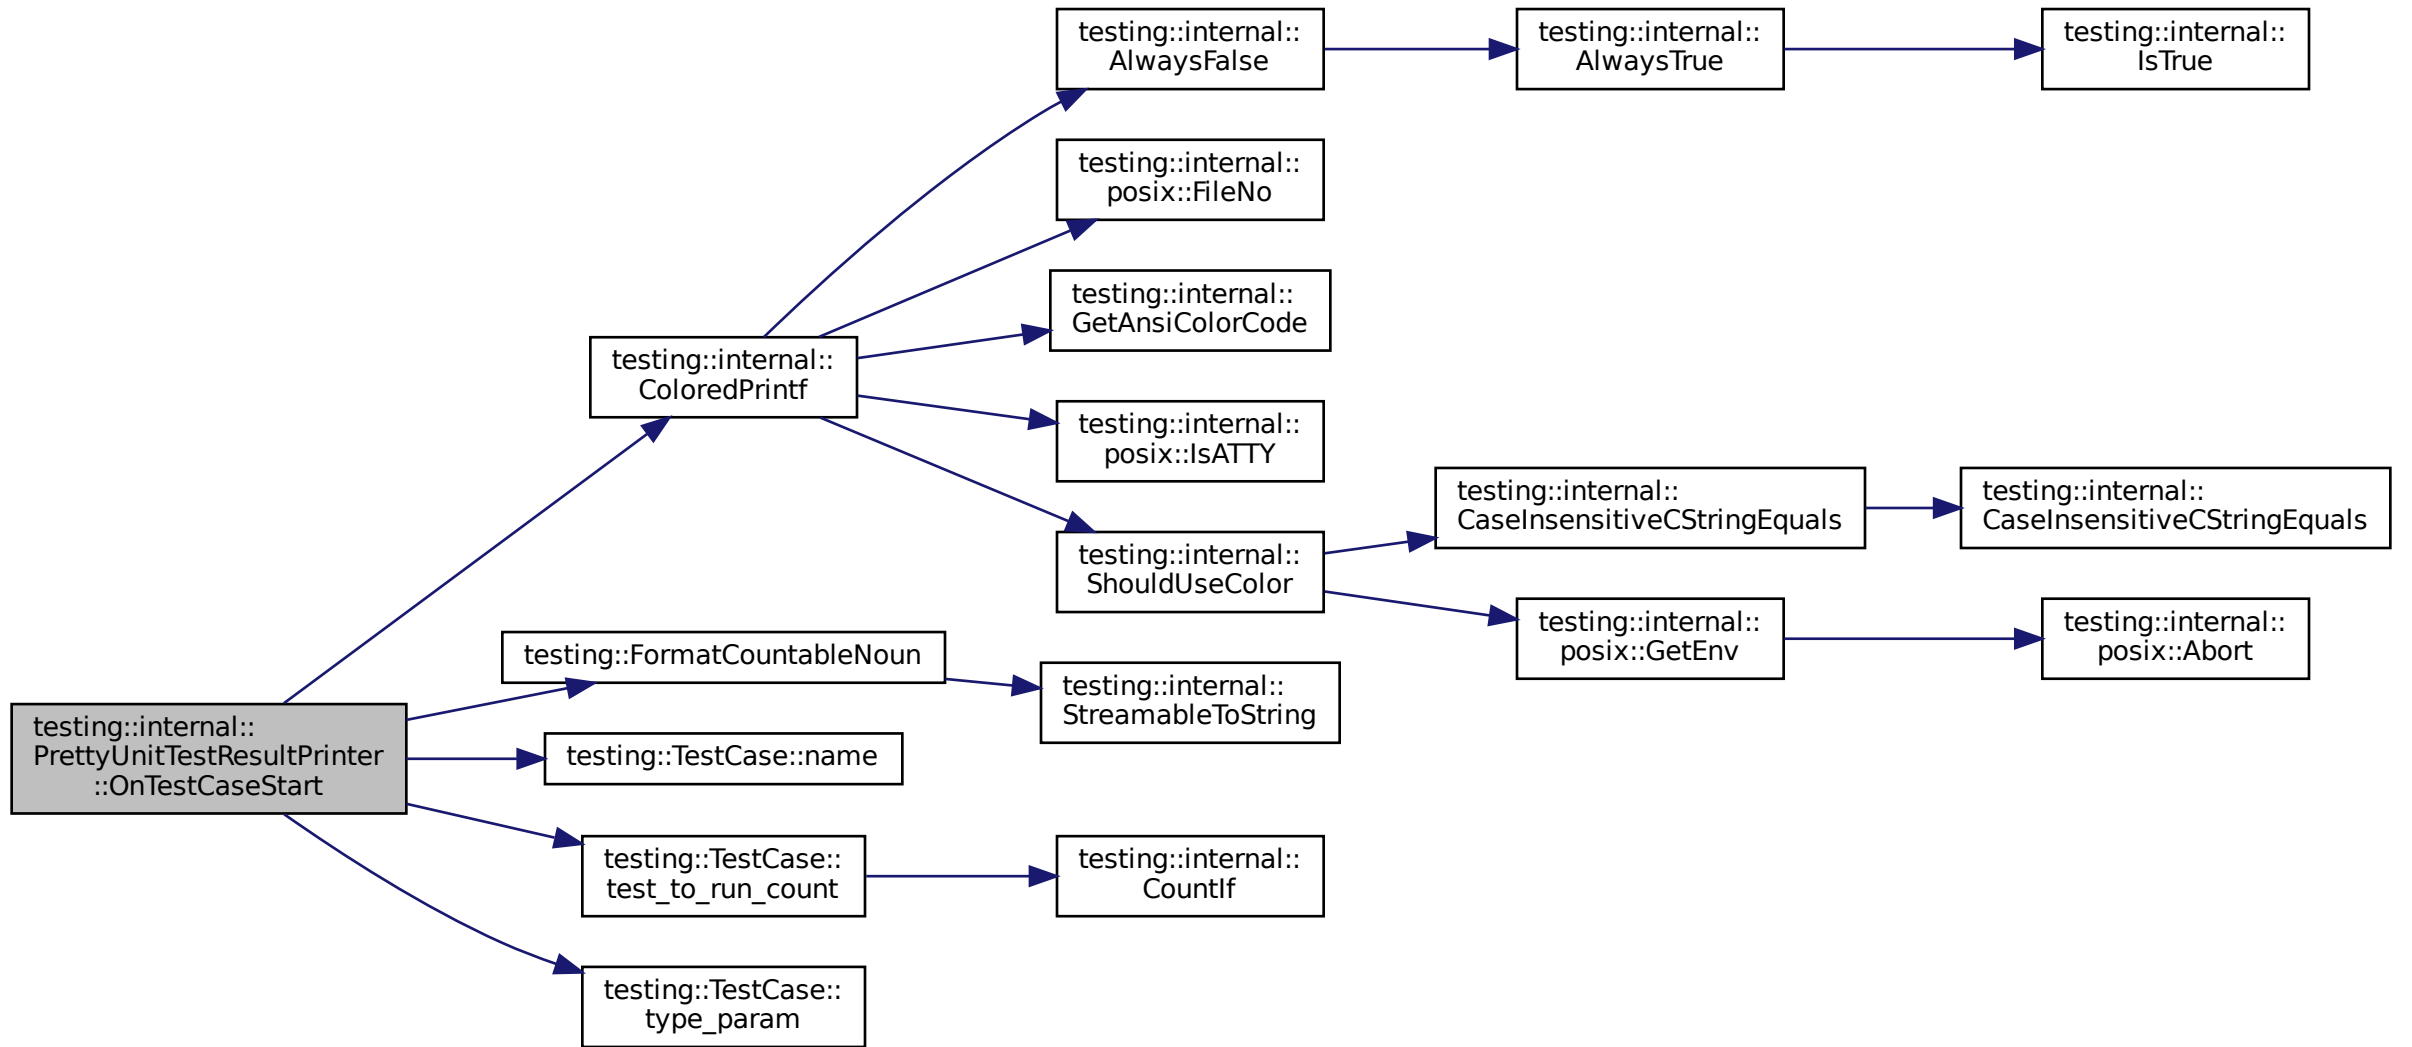 testing::internal::
PrettyUnitTestResultPrinter
::OnTestCaseStart
testing::internal::
ColoredPrintf
testing::internal::
AlwaysFalse
testing::internal::
AlwaysTrue
testing::internal::
IsTrue
testing::internal::
posix::FileNo
testing::internal::
GetAnsiColorCode
testing::internal::
posix::IsATTY
testing::internal::
ShouldUseColor
testing::internal::
CaseInsensitiveCStringEquals
testing::internal::
CaseInsensitiveCStringEquals
testing::internal::
posix::GetEnv
testing::internal::
posix::Abort
testing::FormatCountableNoun
testing::internal::
StreamableToString
testing::TestCase::name
testing::TestCase::
test_to_run_count
testing::internal::
CountIf
testing::TestCase::
type_param